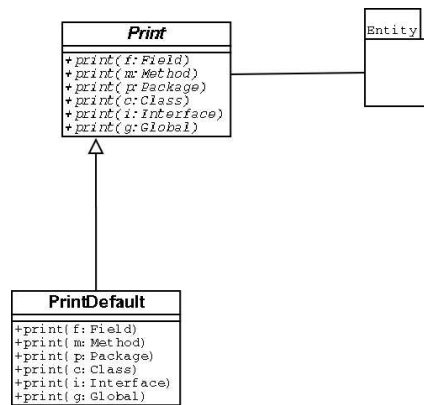 Print
+print(f:Field)
+print(m:Method)
+print(p:Package)
+print(c:Class)
+print(i:Interface)
+print(g:Global)
Entity
PrintDefault
+print(f:Field)
+print(m:Method)
+print(p:Package)
+print(c:Class)
+print(i:Interface)
+print(g:Global)